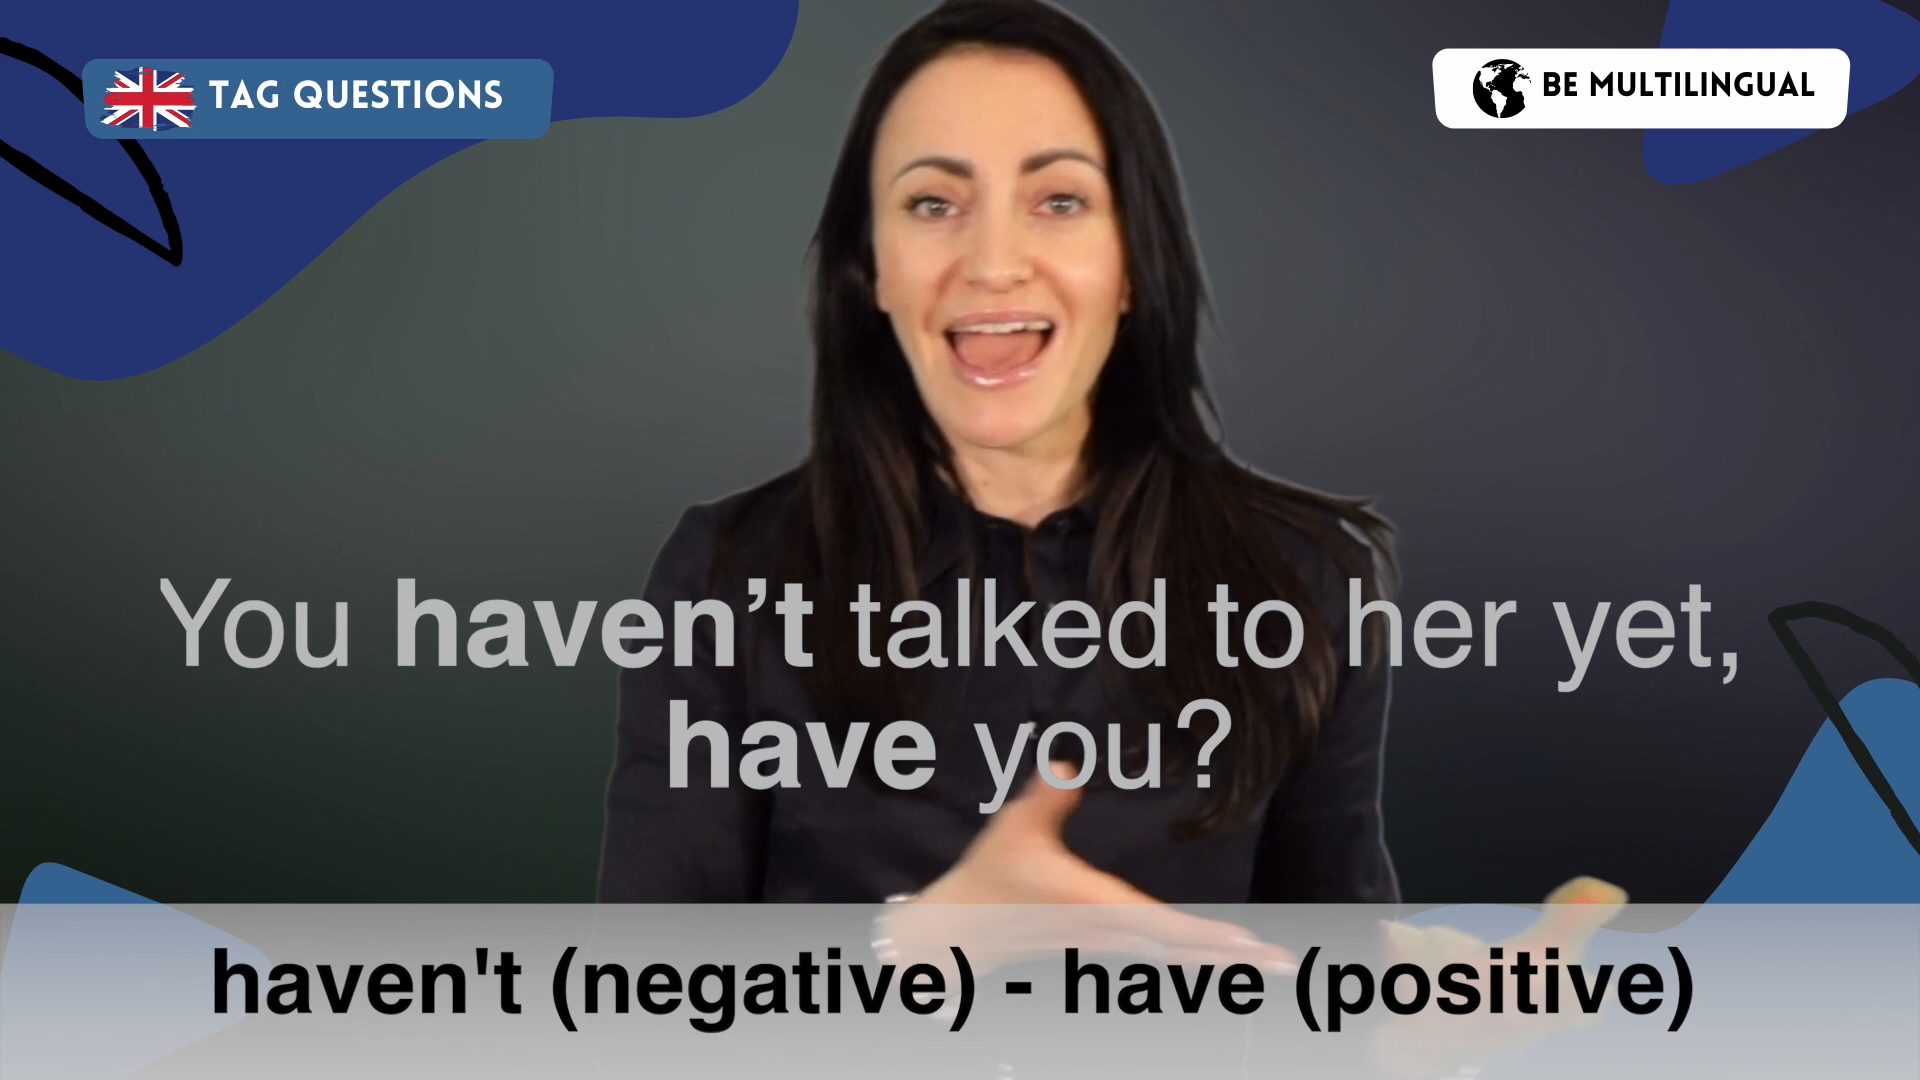 TAG QUESTIONS
BE MULTILINGUAL
You haven’t talked to her yet,
have you?
haven't (negative) - have (positive)